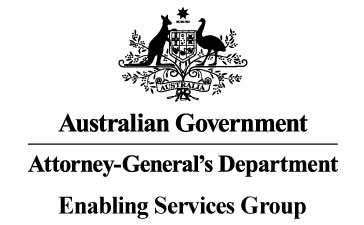 AUSTRALIA
Australian Government
Attorney-General's Department
Enabling Services Group